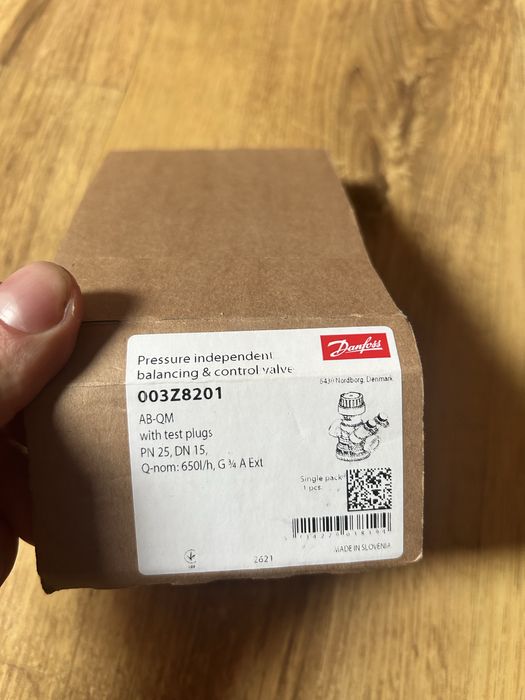 Pressure independent
balancing & control valve
Danfoss
6430 Nordborg, Denmark
003Z8201
AB-QM
with test plugs
PN 25, DN 15,
Q-nom: 650l/h, G ¾ A Ext
Single pack
1 pcs.
2621
MADE IN SLOVENIA